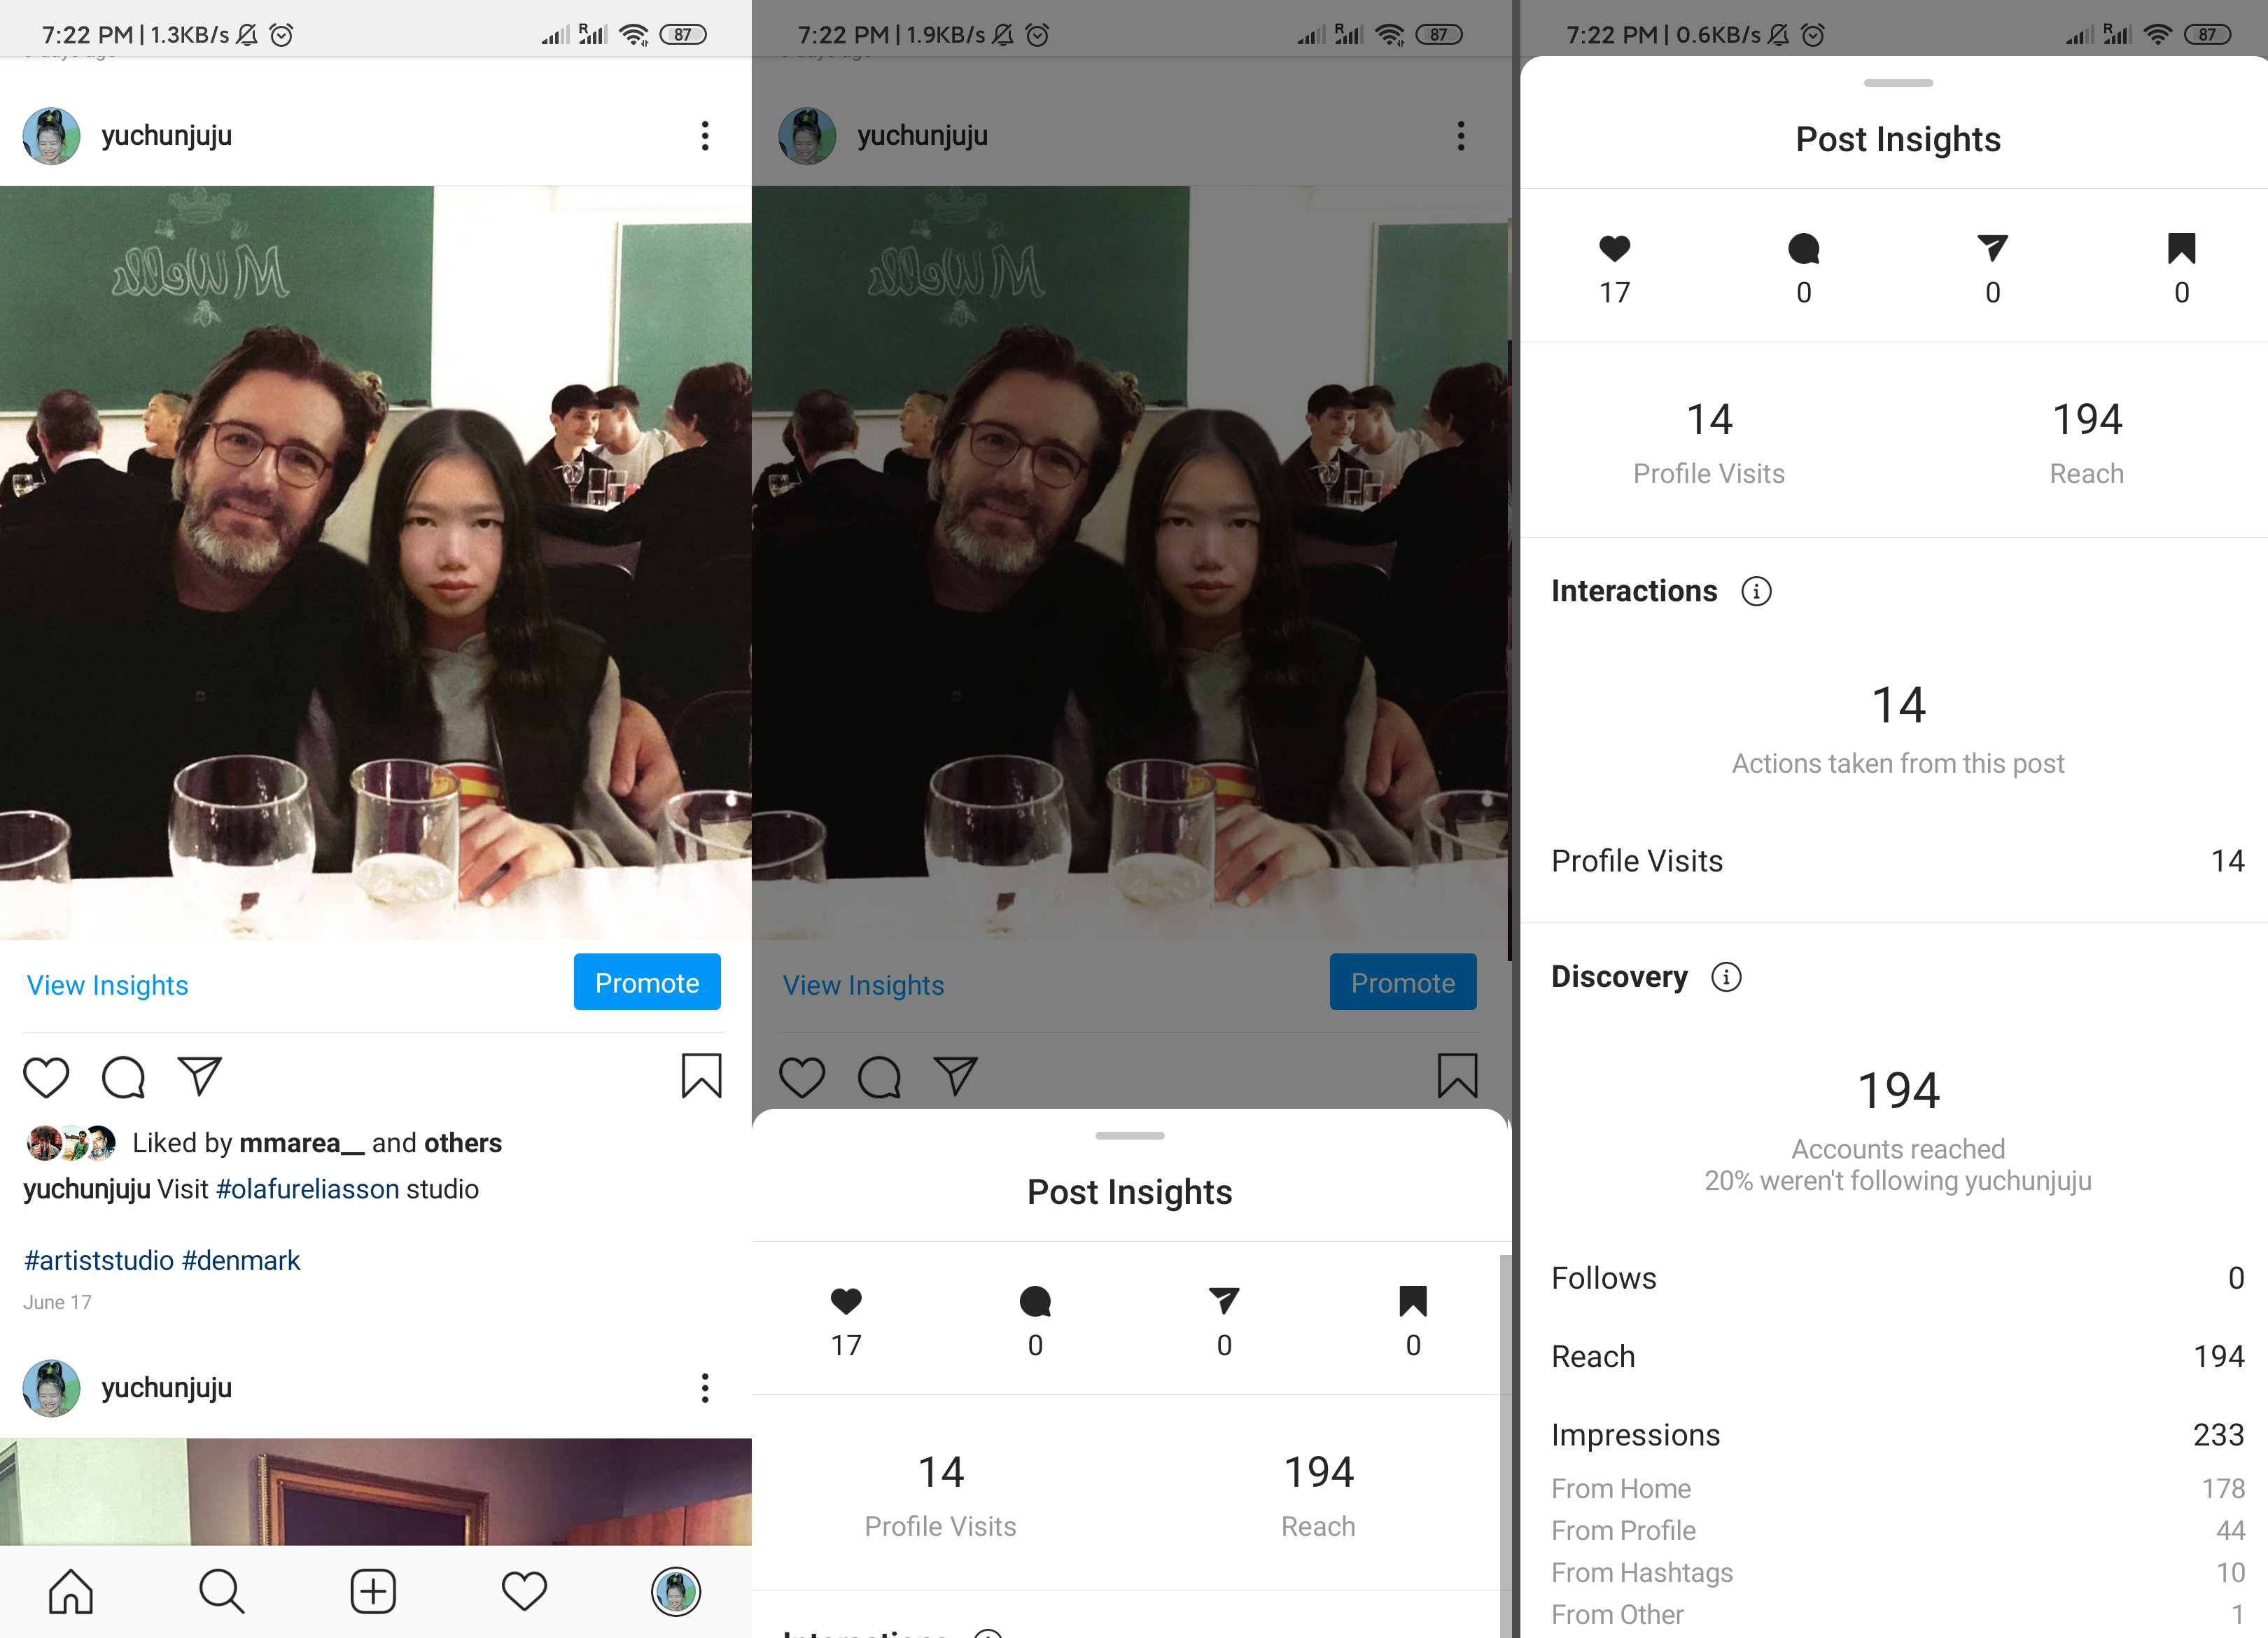 7:22 PM | 1.3KB/s
R
87
yuchunjuju
M Wells
View Insights
Promote
Liked by mmarea__ and others
yuchunjuju Visit #olafureliasson studio
#artiststudio #denmark
June 17
yuchunjuju
7:22 PM | 1.9KB/s
R
87
days ago
yuchunjuju
M Wells
View Insights
Promote
Post Insights
17
0
0
0
14
194
Profile Visits
Reach
Interactions
7:22 PM | 0.6KB/s
R
87
Post Insights
17
0
0
0
14
194
Profile Visits
Reach
Interactions
14
Actions taken from this post
Profile Visits
14
Discovery
194
Accounts reached
20% weren't following yuchunjuju
Follows
0
Reach
194
Impressions
233
From Home
178
From Profile
44
From Hashtags
10
From Other
1